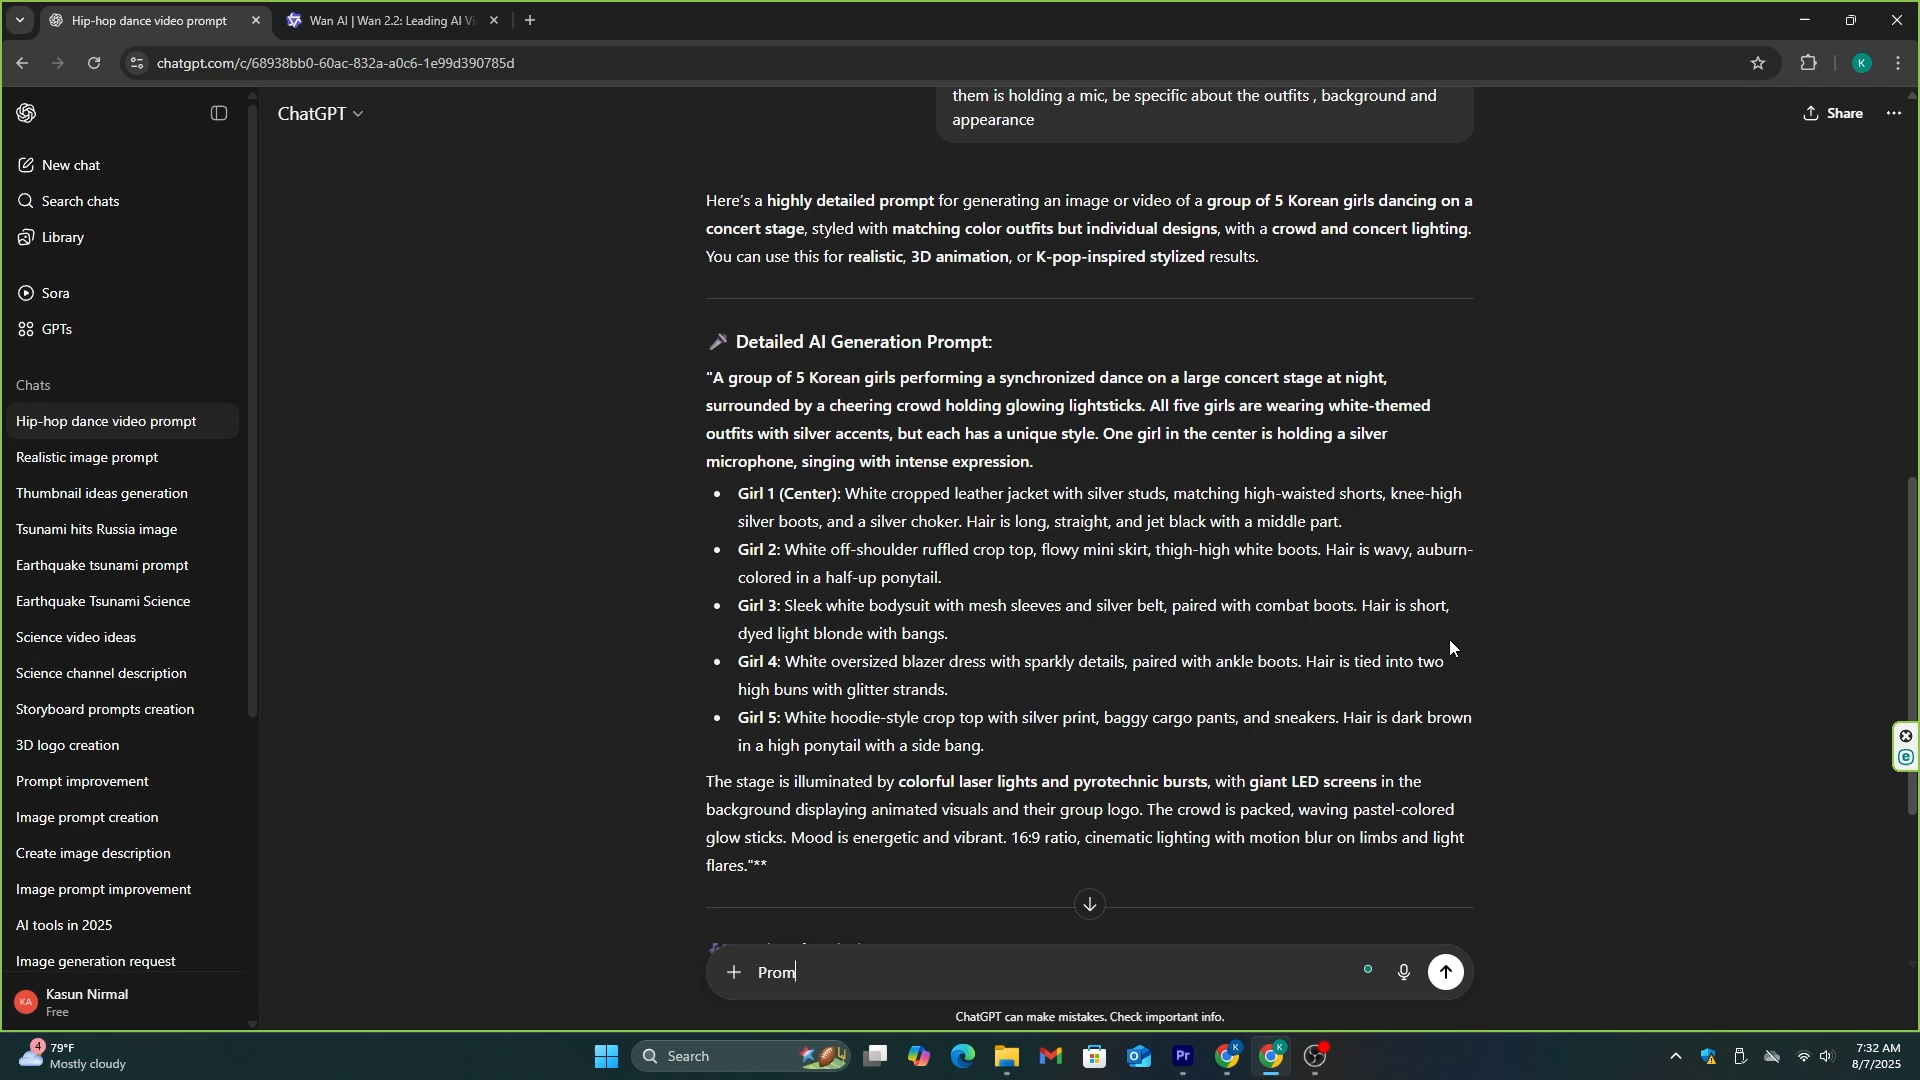 Hip-hop dance video prompt
Wan AI | Wan 2.2: Leading AI Vi
chatgpt.com/c/68938bb0-60ac-832a-a0c6-1e99d390785d
K
ChatGPT
Share
New chat
Search chats
Library
Sora
GPTs
Chats
Hip-hop dance video prompt
Realistic image prompt
Thumbnail ideas generation
Tsunami hits Russia image
Earthquake tsunami prompt
Earthquake Tsunami Science
Science video ideas
Science channel description
Storyboard prompts creation
3D logo creation
Prompt improvement
Image prompt creation
Create image description
Image prompt improvement
AI tools in 2025
Image generation request
KA
Kasun Nirmal
Free
them is holding a mic, be specific about the outfits , background and
appearance
Here's a highly detailed prompt for generating an image or video of a group of 5 Korean girls dancing on a
concert stage, styled with matching color outfits but individual designs, with a crowd and concert lighting.
You can use this for realistic, 3D animation, or K-pop-inspired stylized results.
Detailed AI Generation Prompt:
"A group of 5 Korean girls performing a synchronized dance on a large concert stage at night,
surrounded by a cheering crowd holding glowing lightsticks. All five girls are wearing white-themed
outfits with silver accents, but each has a unique style. One girl in the center is holding a silver
microphone, singing with intense expression.
• Girl 1 (Center): White cropped leather jacket with silver studs, matching high-waisted shorts, knee-high
silver boots, and a silver choker. Hair is long, straight, and jet black with a middle part.
• Girl 2: White off-shoulder ruffled crop top, flowy mini skirt, thigh-high white boots. Hair is wavy, auburn-
colored in a half-up ponytail.
• Girl 3: Sleek white bodysuit with mesh sleeves and silver belt, paired with combat boots. Hair is short,
dyed light blonde with bangs.
• Girl 4: White oversized blazer dress with sparkly details, paired with ankle boots. Hair is tied into two
high buns with glitter strands.
• Girl 5: White hoodie-style crop top with silver print, baggy cargo pants, and sneakers. Hair is dark brown
in a high ponytail with a side bang.
The stage is illuminated by colorful laser lights and pyrotechnic bursts, with giant LED screens in the
background displaying animated visuals and their group logo. The crowd is packed, waving pastel-colored
glow sticks. Mood is energetic and vibrant. 16:9 ratio, cinematic lighting with motion blur on limbs and light
flares."**
Prom
ChatGPT can make mistakes. Check important info.
4
79°F
Mostly cloudy
Search
Pr
K
K
7:32 AM
8/7/2025